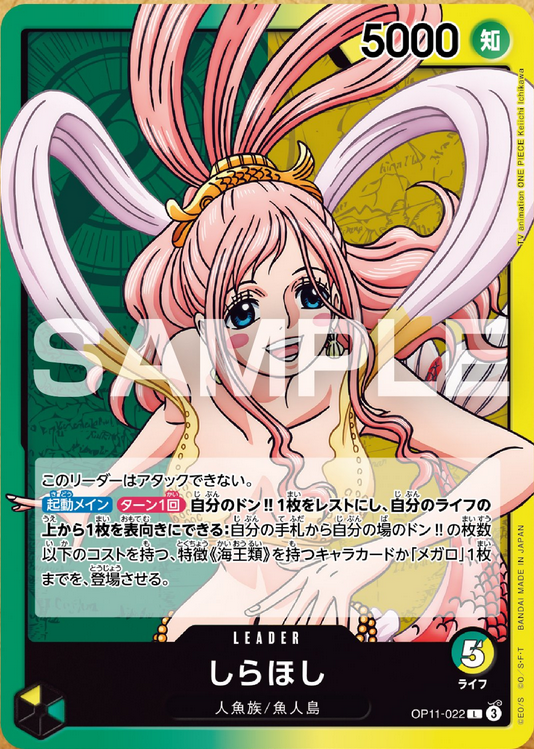 5000 知
TV animation ONE PIECE Keiichi Ichikawa
SAMPLE
このリーダーはアタックできない。
起動メイン ターン1回 自分のドン!!1枚をレストにし、自分のライフの
上から1枚を表向きにできる:自分の手札から自分の場のドン!!の枚数
以下のコストを持つ、特徴《海王類》を持つキャラカードか「メガロ」1枚
までを、登場させる。
LEADER
しらほし
人魚族/魚人島
5
ライフ
OP11-022 L 3
©E.O/S ©O/S・F・T BANDAI MADE IN JAPAN